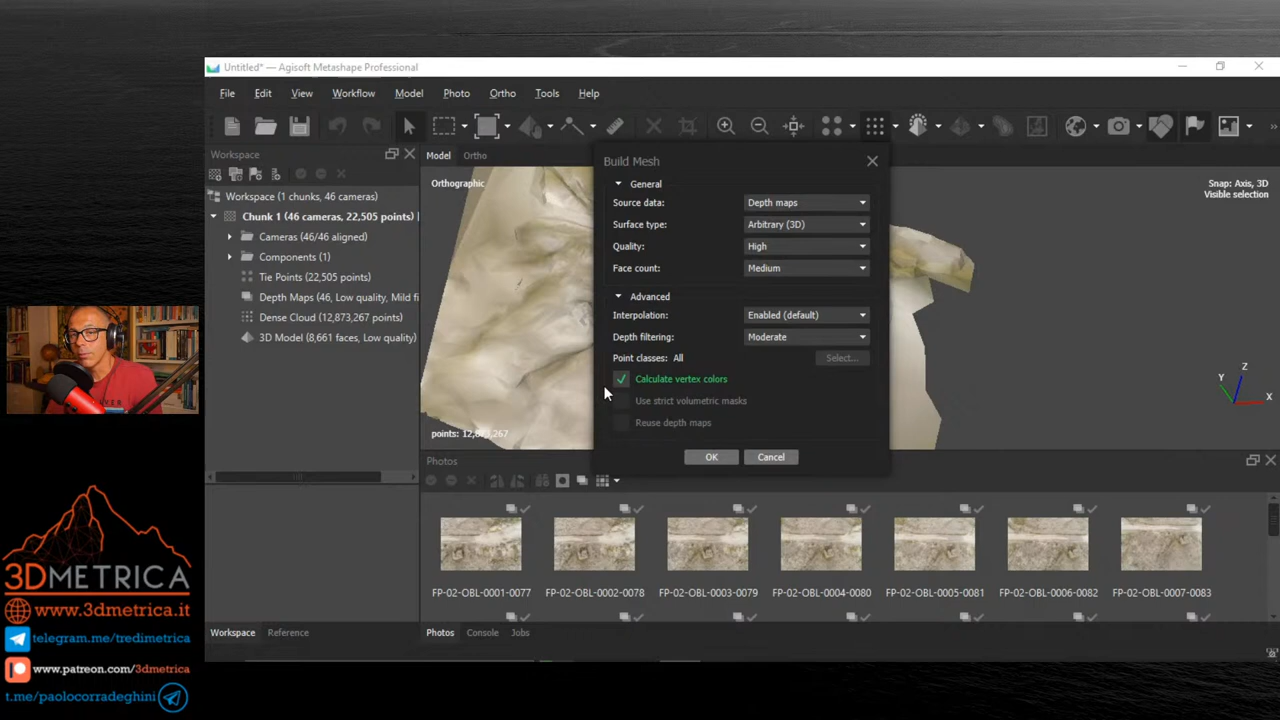 Untitled* — Agisoft Metashape Professional
File Edit View Workflow Model Photo Ortho Tools Help
Workspace
Model Ortho
Workspace (1 chunks, 46 cameras)
Chunk 1 (46 cameras, 22,505 points)
Cameras (46/46 aligned)
Components (1)
Tie Points (22,505 points)
Depth Maps (46, Low quality, Mild fi
Dense Cloud (12,873,267 points)
3D Model (8,661 faces, Low quality)
Orthographic
Snap: Axis, 3D
Visible selection
points: 12,873,267
Z
Y
X
Build Mesh
General
Source data: Depth maps
Surface type: Arbitrary (3D)
Quality: High
Face count: Medium
Advanced
Interpolation: Enabled (default)
Depth filtering: Moderate
Point classes: All Select...
Calculate vertex colors
Use strict volumetric masks
Reuse depth maps
OK Cancel
Photos
FP-02-OBL-0001-0077 FP-02-OBL-0002-0078 FP-02-OBL-0003-0079 FP-02-OBL-0004-0080 FP-02-OBL-0005-0081 FP-02-OBL-0006-0082 FP-02-OBL-0007-0083
Workspace Reference
Photos Console Jobs
3DMETRICA
www.3dmetrica.it
telegram.me/tredimetrica
www.patreon.com/3dmetrica
t.me/paolocorradeghini